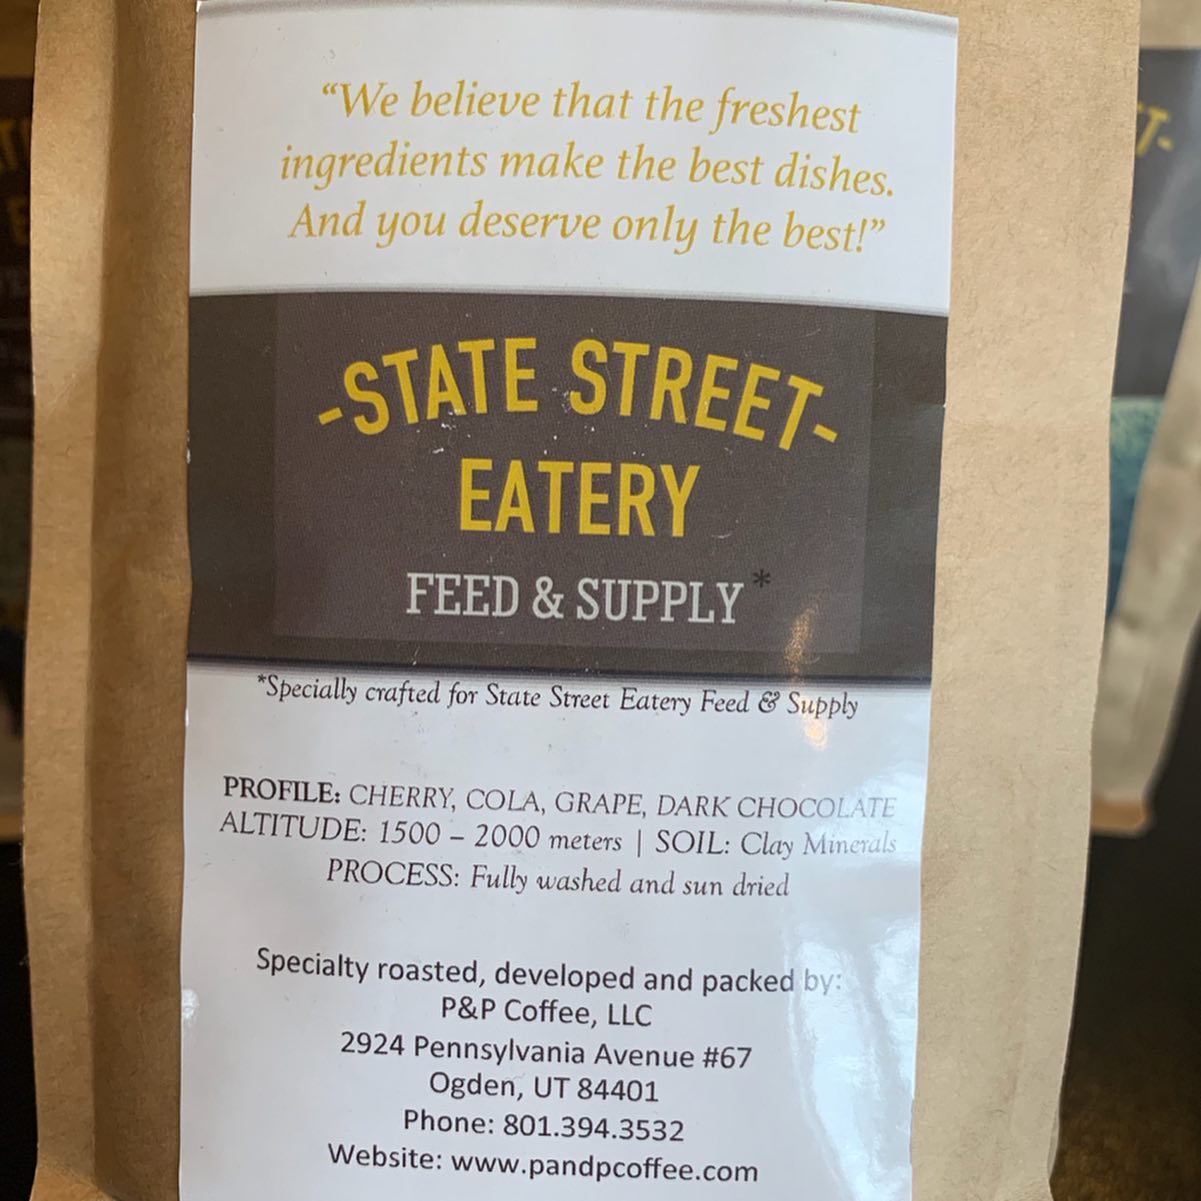 “We believe that the freshest
ingredients make the best dishes.
And you deserve only the best!”
-STATE STREET-
EATERY
FEED & SUPPLY*
*Specially crafted for State Street Eatery Feed & Supply
PROFILE: CHERRY, COLA, GRAPE, DARK CHOCOLATE
ALTITUDE: 1500 – 2000 meters | SOIL: Clay Minerals
PROCESS: Fully washed and sun dried
Specialty roasted, developed and packed by:
P&P Coffee, LLC
2924 Pennsylvania Avenue #67
Ogden, UT 84401
Phone: 801.394.3532
Website: www.pandpcoffee.com